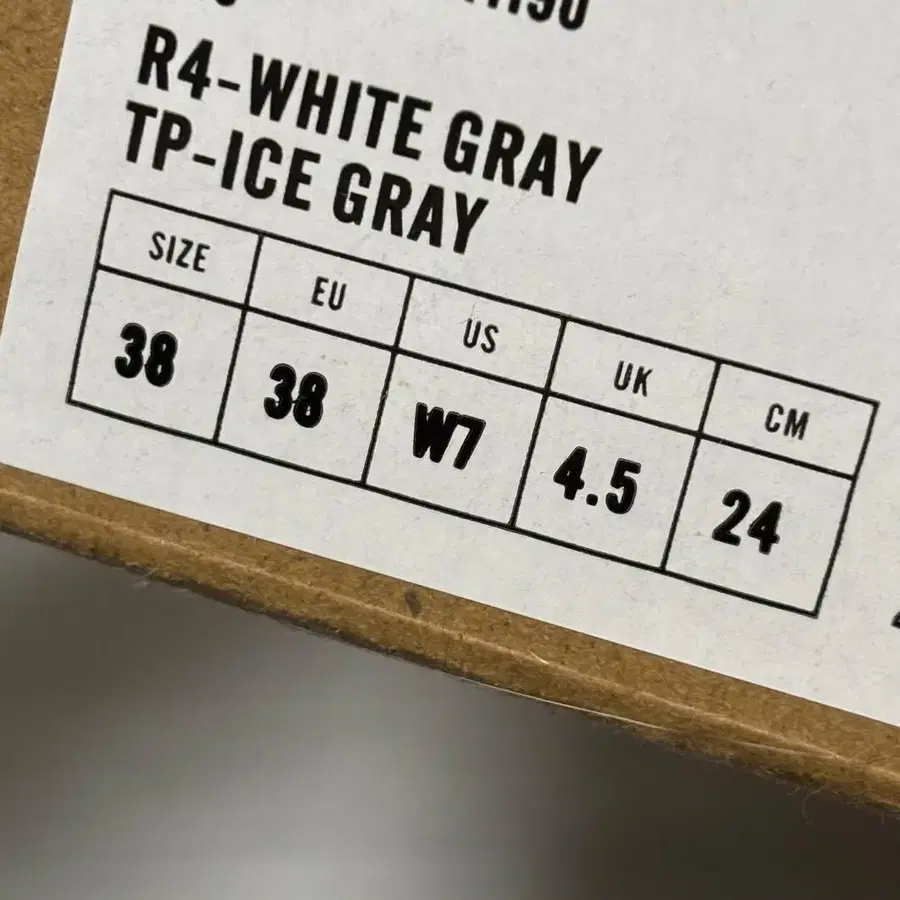 R4-WHITE GRAY
TP-ICE GRAY
SIZE EU US UK CM
38 38 W7 4.5 24